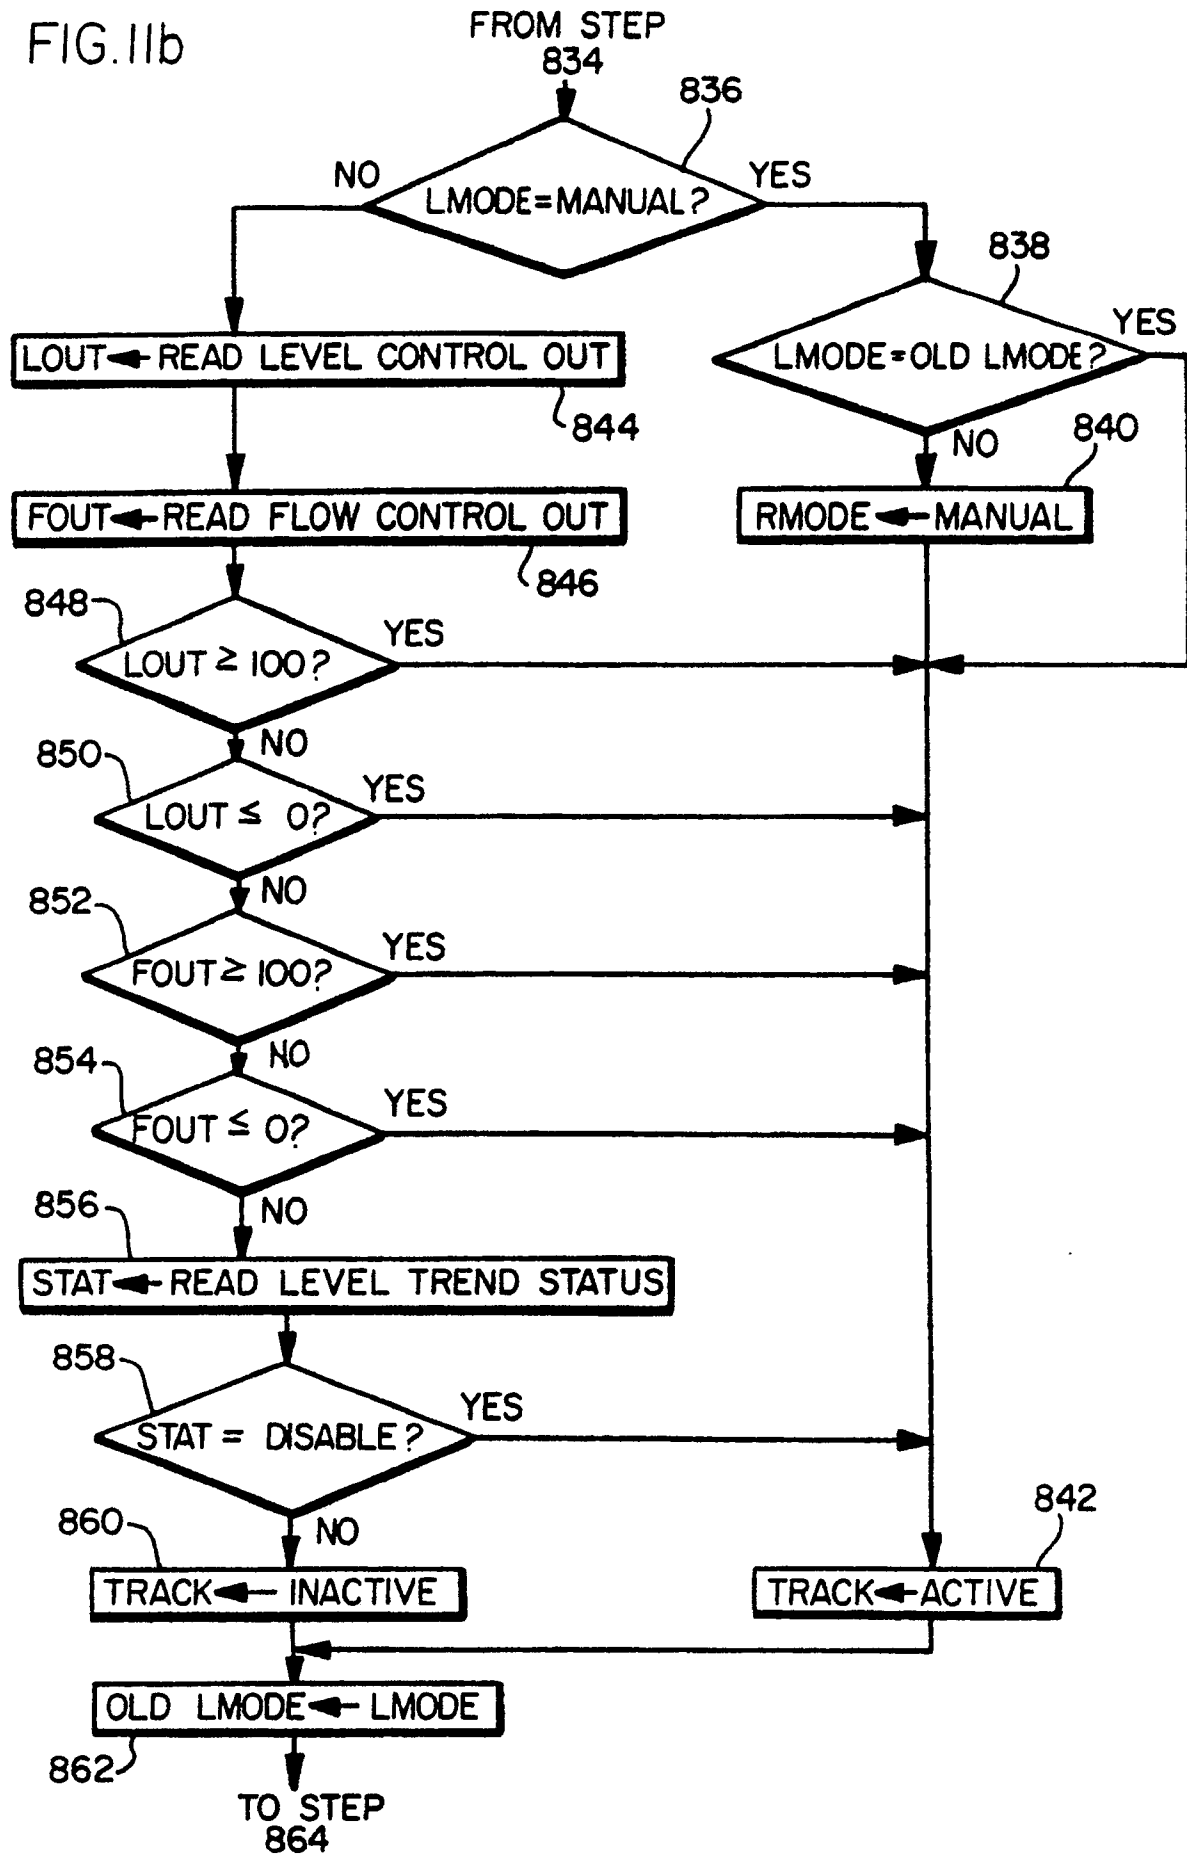 FIG.11b
FROM STEP
834
836
NO
YES
LMODE=MANUAL?
838
YES
LOUT←READ LEVEL CONTROL OUT
LMODE=OLD LMODE?
844
NO
840
FOUT←READ FLOW CONTROL OUT
RMODE←MANUAL
846
848
YES
LOUT ≥ 100?
NO
850
YES
LOUT ≤ 0?
NO
852
YES
FOUT ≥ 100?
NO
854
YES
FOUT ≤ 0?
NO
856
STAT←READ LEVEL TREND STATUS
858
YES
STAT = DISABLE?
842
860
NO
TRACK← INACTIVE
TRACK←ACTIVE
OLD LMODE← LMODE
862
TO STEP
864